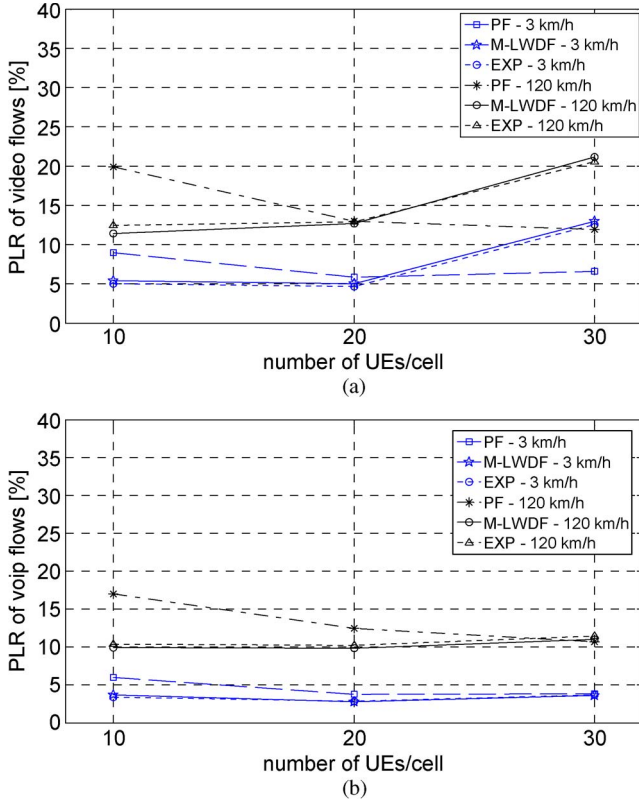 40
35
30
25
20
15
10
5
0
PLR of video flows [%]
PF - 3 km/h
M-LWDF - 3 km/h
EXP - 3 km/h
PF - 120 km/h
M-LWDF - 120 km/h
EXP - 120 km/h
10 20 30
number of UEs/cell
(a)
40
35
30
25
20
15
10
5
0
PLR of voip flows [%]
PF - 3 km/h
M-LWDF - 3 km/h
EXP - 3 km/h
PF - 120 km/h
M-LWDF - 120 km/h
EXP - 120 km/h
10 20 30
number of UEs/cell
(b)